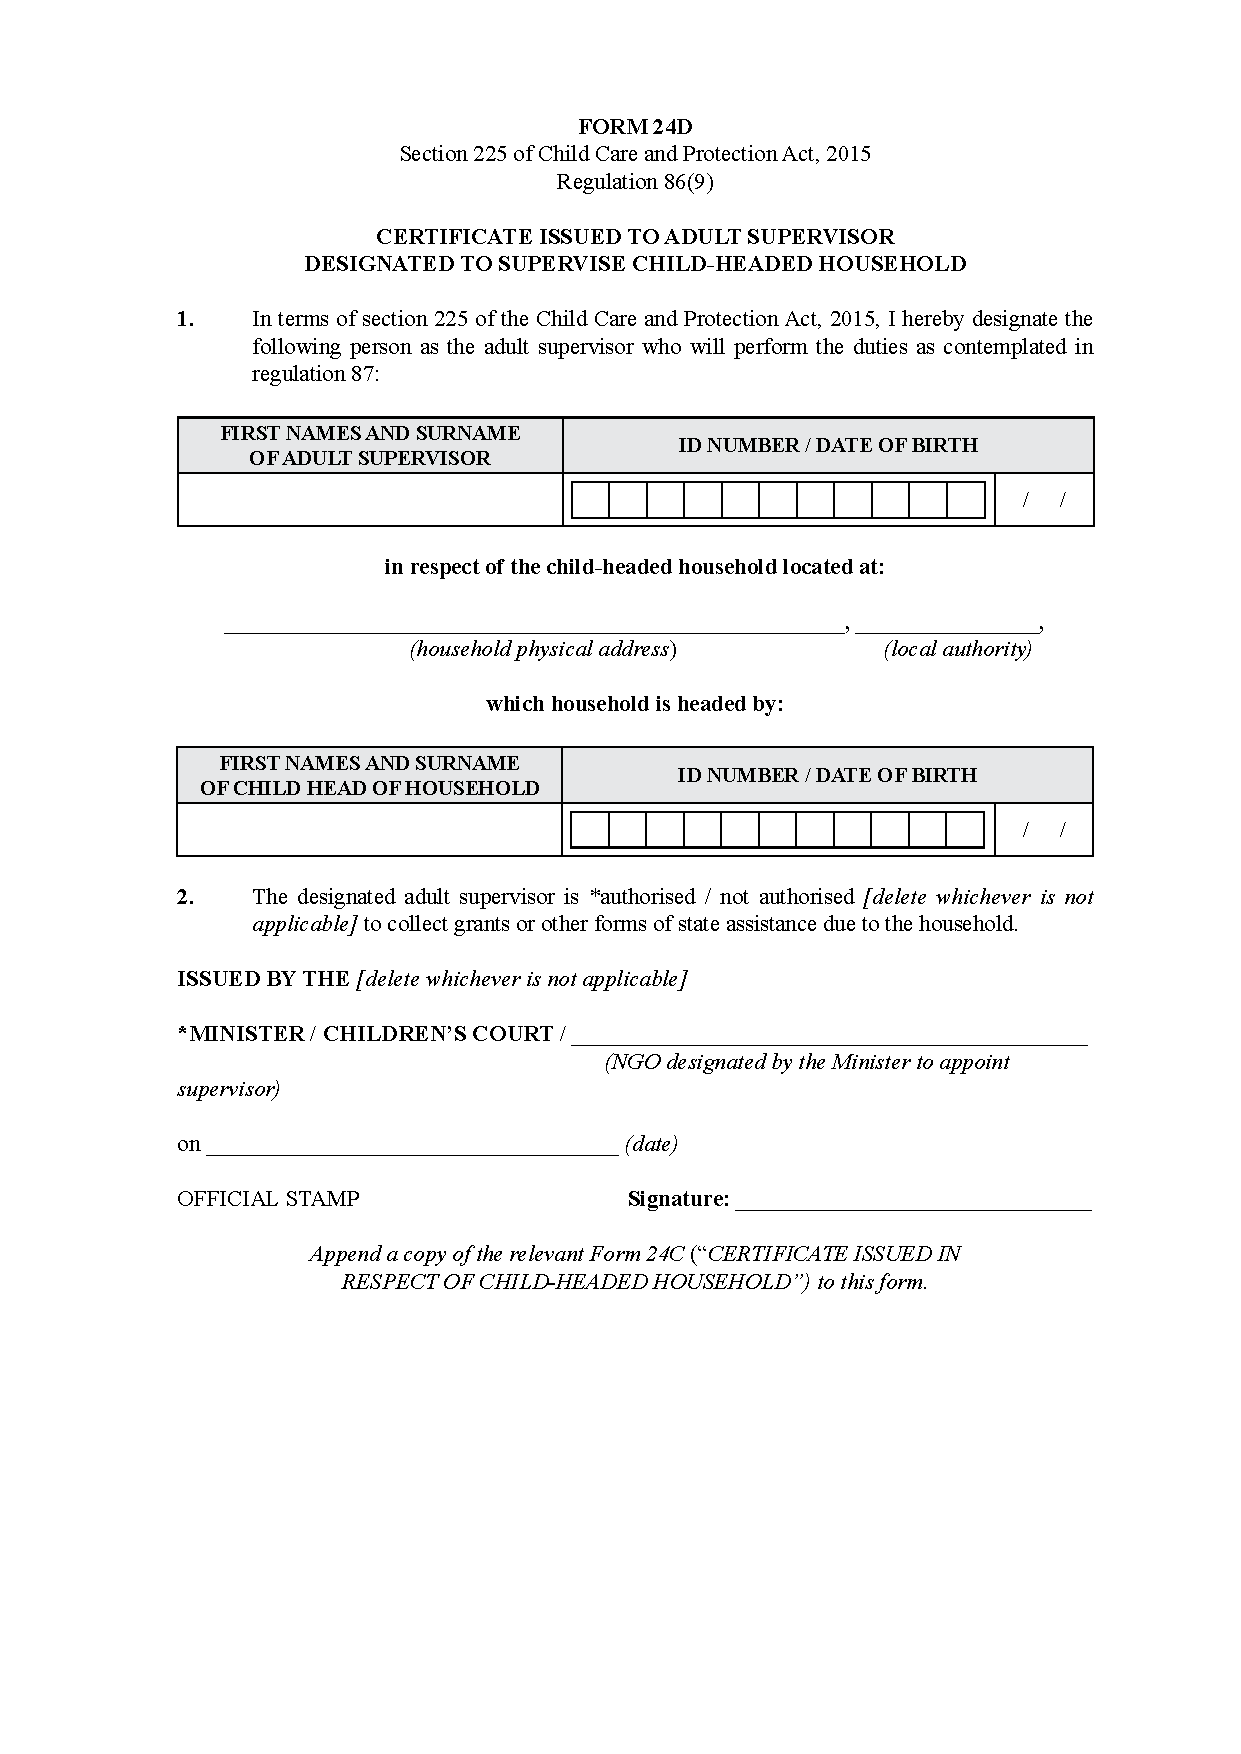 FORM 24D
Section 225 of Child Care and Protection Act, 2015
Regulation 86(9)
CERTIFICATE ISSUED TO ADULT SUPERVISOR
DESIGNATED TO SUPERVISE CHILD-HEADED HOUSEHOLD
1. In terms of section 225 of the Child Care and Protection Act, 2015, I hereby designate the
following person as the adult supervisor who will perform the duties as contemplated in
regulation 87:
FIRST NAMES AND SURNAME
OF ADULT SUPERVISOR
ID NUMBER / DATE OF BIRTH
/ /
in respect of the child-headed household located at:
, ,
(household physical address) (local authority)
which household is headed by:
FIRST NAMES AND SURNAME
OF CHILD HEAD OF HOUSEHOLD
ID NUMBER / DATE OF BIRTH
/ /
2. The designated adult supervisor is *authorised / not authorised [delete whichever is not
applicable] to collect grants or other forms of state assistance due to the household.
ISSUED BY THE [delete whichever is not applicable]
*MINISTER / CHILDREN’S COURT / 
(NGO designated by the Minister to appoint
supervisor)
on (date)
OFFICIAL STAMP Signature:
Append a copy of the relevant Form 24C (“CERTIFICATE ISSUED IN
RESPECT OF CHILD-HEADED HOUSEHOLD”) to this form.